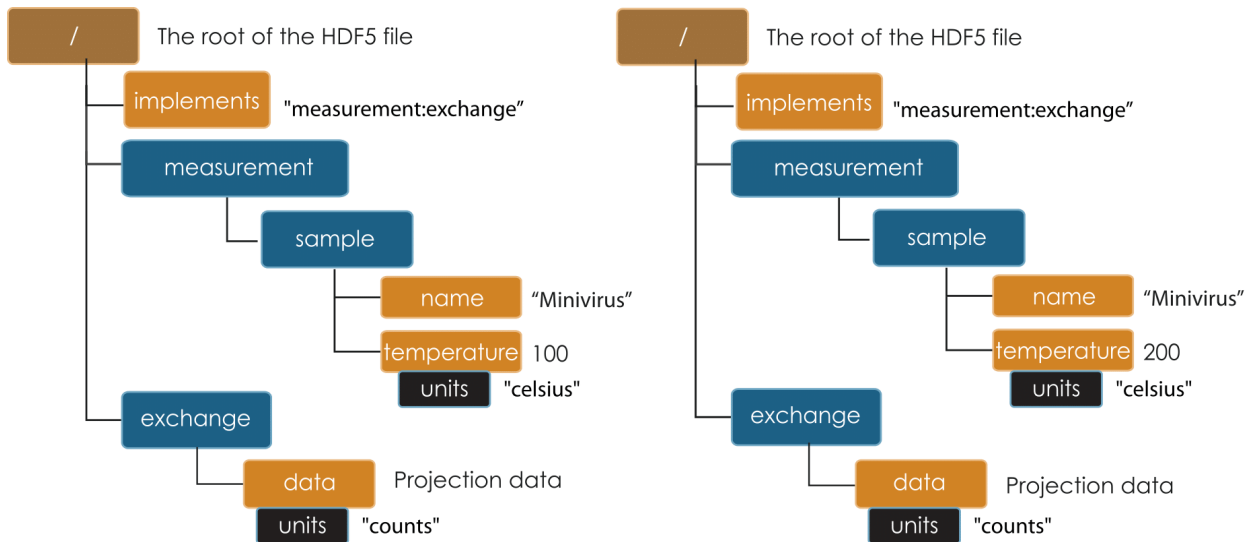 / The root of the HDF5 file
implements "measurement:exchange”
measurement
sample
name “Minivirus”
temperature 100
units "celsius"
exchange
data Projection data
units "counts"
/ The root of the HDF5 file
implements "measurement:exchange”
measurement
sample
name “Minivirus”
temperature 200
units "celsius"
exchange
data Projection data
units "counts"